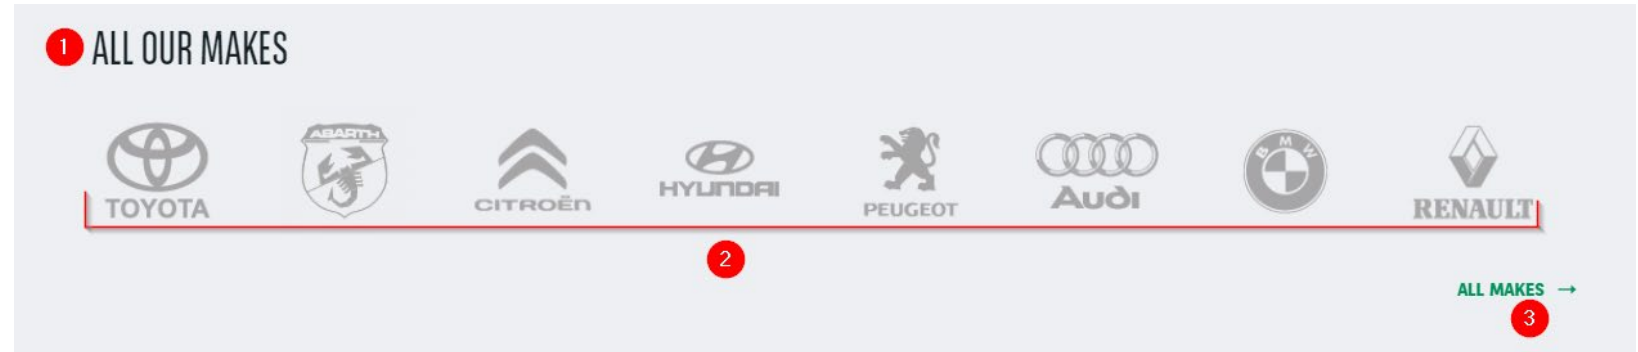 1 ALL OUR MAKES
TOYOTA ABARTH CITROËN HYUNDAI PEUGEOT Audi BMW RENAULT
2
ALL MAKES →
3